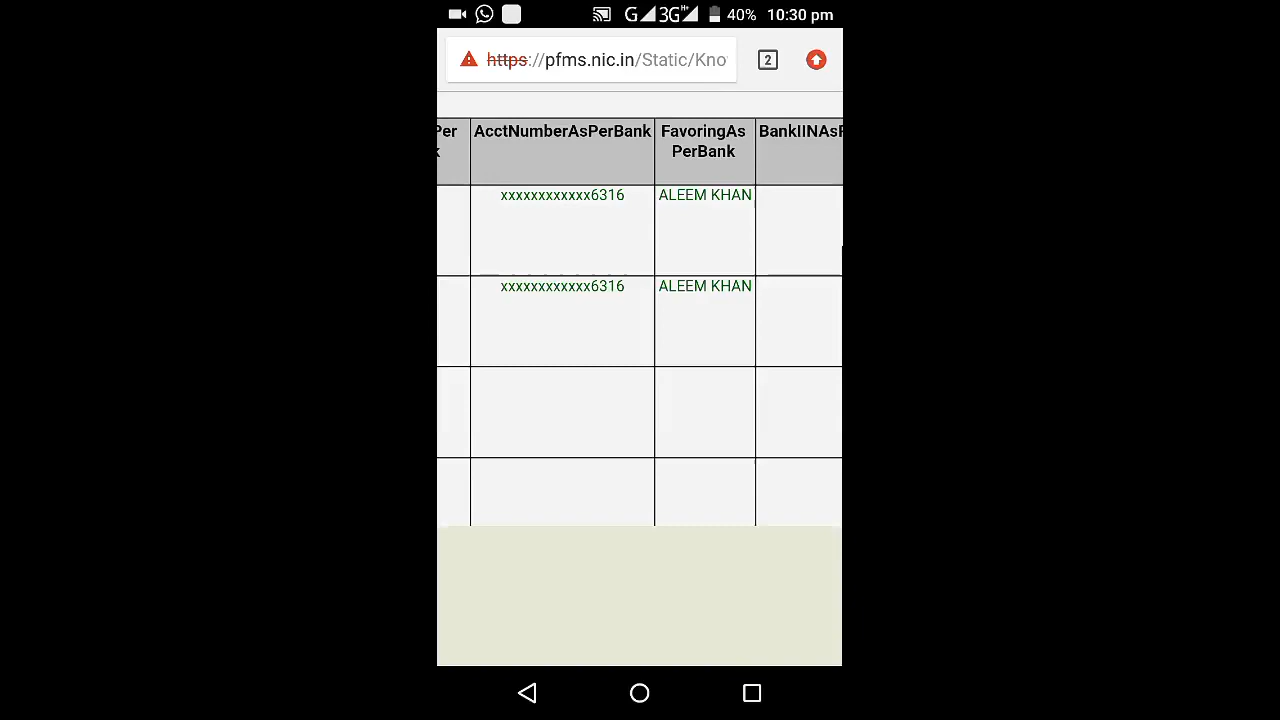 G 3G H+ 40% 10:30 pm
https://pfms.nic.in/Static/Kno 2
Per AcctNumberAsPerBank FavoringAs BankIINAs
k PerBank
xxxxxxxxxxxx6316 ALEEM KHAN
xxxxxxxxxxxx6316 ALEEM KHAN